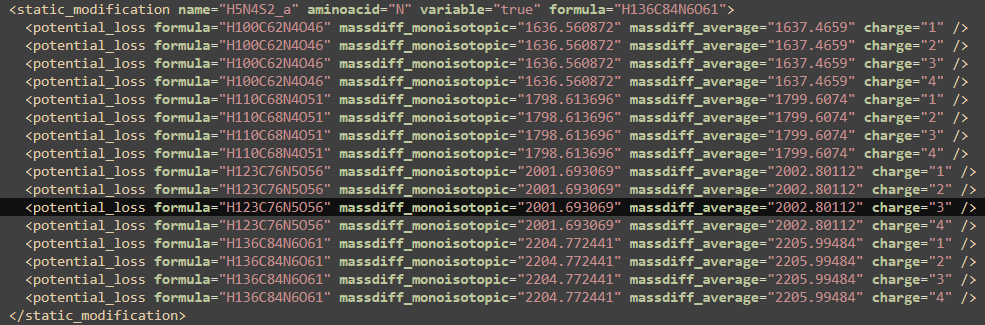 <static_modification name="H5N4S2_a" aminoacid="N" variable="true" formula="H136C84N6O61">
<potential_loss formula="H100C62N4O46" massdiff_monoisotopic="1636.560872" massdiff_average="1637.4659" charge="1" />
<potential_loss formula="H100C62N4O46" massdiff_monoisotopic="1636.560872" massdiff_average="1637.4659" charge="2" />
<potential_loss formula="H100C62N4O46" massdiff_monoisotopic="1636.560872" massdiff_average="1637.4659" charge="3" />
<potential_loss formula="H100C62N4O46" massdiff_monoisotopic="1636.560872" massdiff_average="1637.4659" charge="4" />
<potential_loss formula="H110C68N4O51" massdiff_monoisotopic="1798.613696" massdiff_average="1799.6074" charge="1" />
<potential_loss formula="H110C68N4O51" massdiff_monoisotopic="1798.613696" massdiff_average="1799.6074" charge="2" />
<potential_loss formula="H110C68N4O51" massdiff_monoisotopic="1798.613696" massdiff_average="1799.6074" charge="3" />
<potential_loss formula="H110C68N4O51" massdiff_monoisotopic="1798.613696" massdiff_average="1799.6074" charge="4" />
<potential_loss formula="H123C76N5O56" massdiff_monoisotopic="2001.693069" massdiff_average="2002.80112" charge="1" />
<potential_loss formula="H123C76N5O56" massdiff_monoisotopic="2001.693069" massdiff_average="2002.80112" charge="2" />
<potential_loss formula="H123C76N5O56" massdiff_monoisotopic="2001.693069" massdiff_average="2002.80112" charge="3" />
<potential_loss formula="H123C76N5O56" massdiff_monoisotopic="2001.693069" massdiff_average="2002.80112" charge="4" />
<potential_loss formula="H136C84N6O61" massdiff_monoisotopic="2204.772441" massdiff_average="2205.99484" charge="1" />
<potential_loss formula="H136C84N6O61" massdiff_monoisotopic="2204.772441" massdiff_average="2205.99484" charge="2" />
<potential_loss formula="H136C84N6O61" massdiff_monoisotopic="2204.772441" massdiff_average="2205.99484" charge="3" />
<potential_loss formula="H136C84N6O61" massdiff_monoisotopic="2204.772441" massdiff_average="2205.99484" charge="4" />
</static_modification>